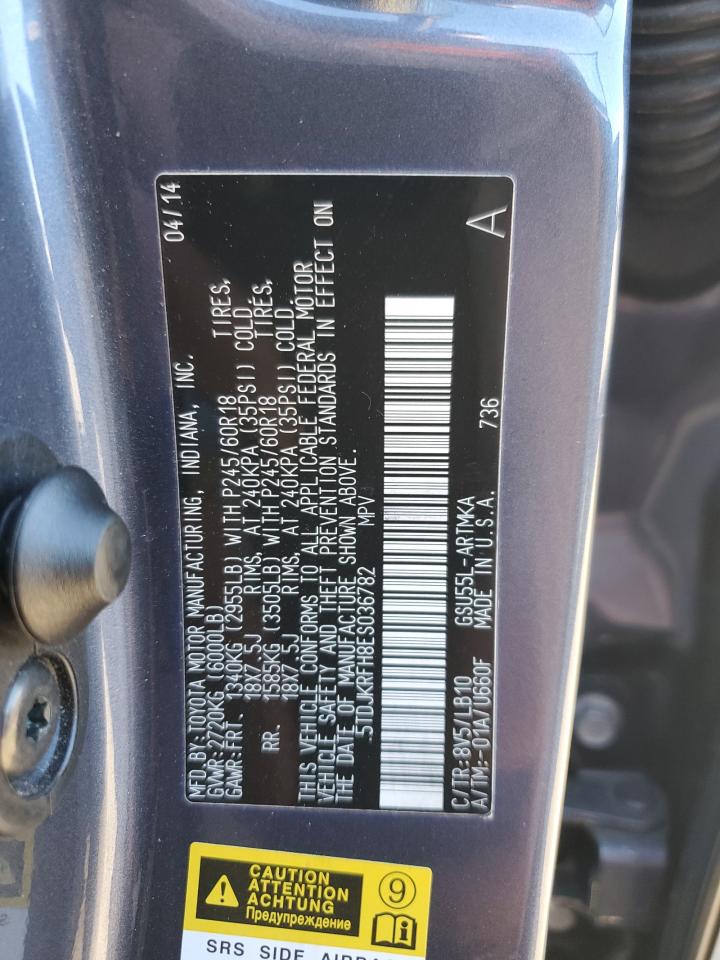 MFD BY:TOYOTA MOTOR MANUFACTURING, INDIANA, INC. 04/14
GVWR:2720KG (6000LB)
GAWR:FRT. 1340KG (2955LB) WITH P245/60R18 TIRES,
18X7.5J RIMS, AT 240KPA (35PSI) COLD.
RR. 1585KG (3505LB) WITH P245/60R18 TIRES,
18X7.5J RIMS, AT 240KPA (35PSI) COLD.
THIS VEHICLE CONFORMS TO ALL APPLICABLE FEDERAL MOTOR
VEHICLE SAFETY AND THEFT PREVENTION STANDARDS IN EFFECT ON
THE DATE OF MANUFACTURE SHOWN ABOVE.
5TDJKRFH8ES036782 MPV
C/TR:8V5/LB10 GSU55L-ARTMKA 736 A
A/TM:-01A/U660F MADE IN U.S.A.
CAUTION
ATTENTION
ACHTUNG
Предупреждение
9
SRS SIDE